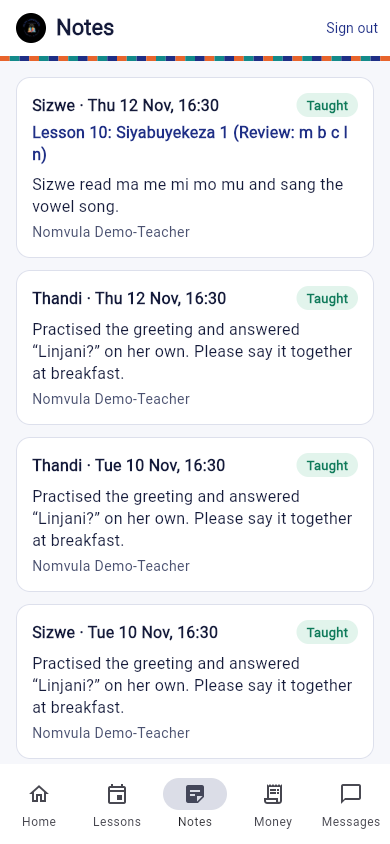 Notes
Sign out
Sizwe · Thu 12 Nov, 16:30
Taught
Lesson 10: Siyabuyekeza 1 (Review: m b c l
n)
Sizwe read ma me mi mo mu and sang the
vowel song.
Nomvula Demo-Teacher
Thandi · Thu 12 Nov, 16:30
Taught
Practised the greeting and answered
“Linjani?” on her own. Please say it together
at breakfast.
Nomvula Demo-Teacher
Thandi · Tue 10 Nov, 16:30
Taught
Practised the greeting and answered
“Linjani?” on her own. Please say it together
at breakfast.
Nomvula Demo-Teacher
Sizwe · Tue 10 Nov, 16:30
Taught
Practised the greeting and answered
“Linjani?” on her own. Please say it together
at breakfast.
Nomvula Demo-Teacher
Home
Lessons
Notes
Money
Messages